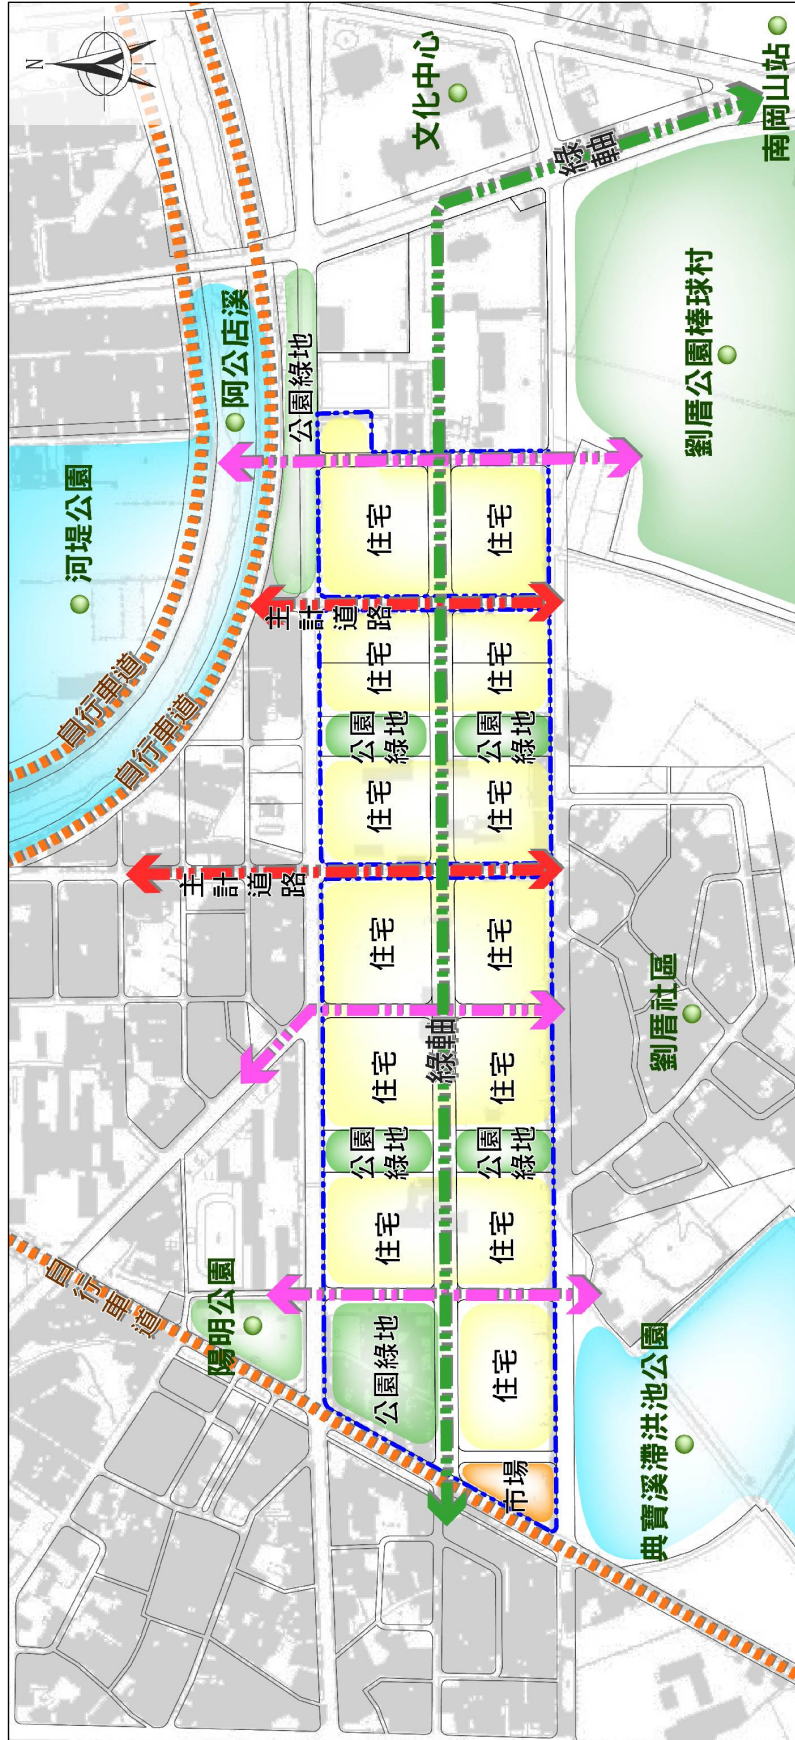 N
河堤公園
自行車道
自行車道
自行車道
阿公店溪
陽明公園
主計道路
主計道路
公園綠地
文化中心
公園綠地
住宅
公園
綠地
住宅
住宅
住宅
公園
綠地
住宅
住宅
綠軸
市場
住宅
住宅
公園
綠地
住宅
住宅
住宅
公園
綠地
住宅
住宅
綠軸
典寶溪滯洪池公園
劉厝社區
劉厝公園棒球村
南岡山站